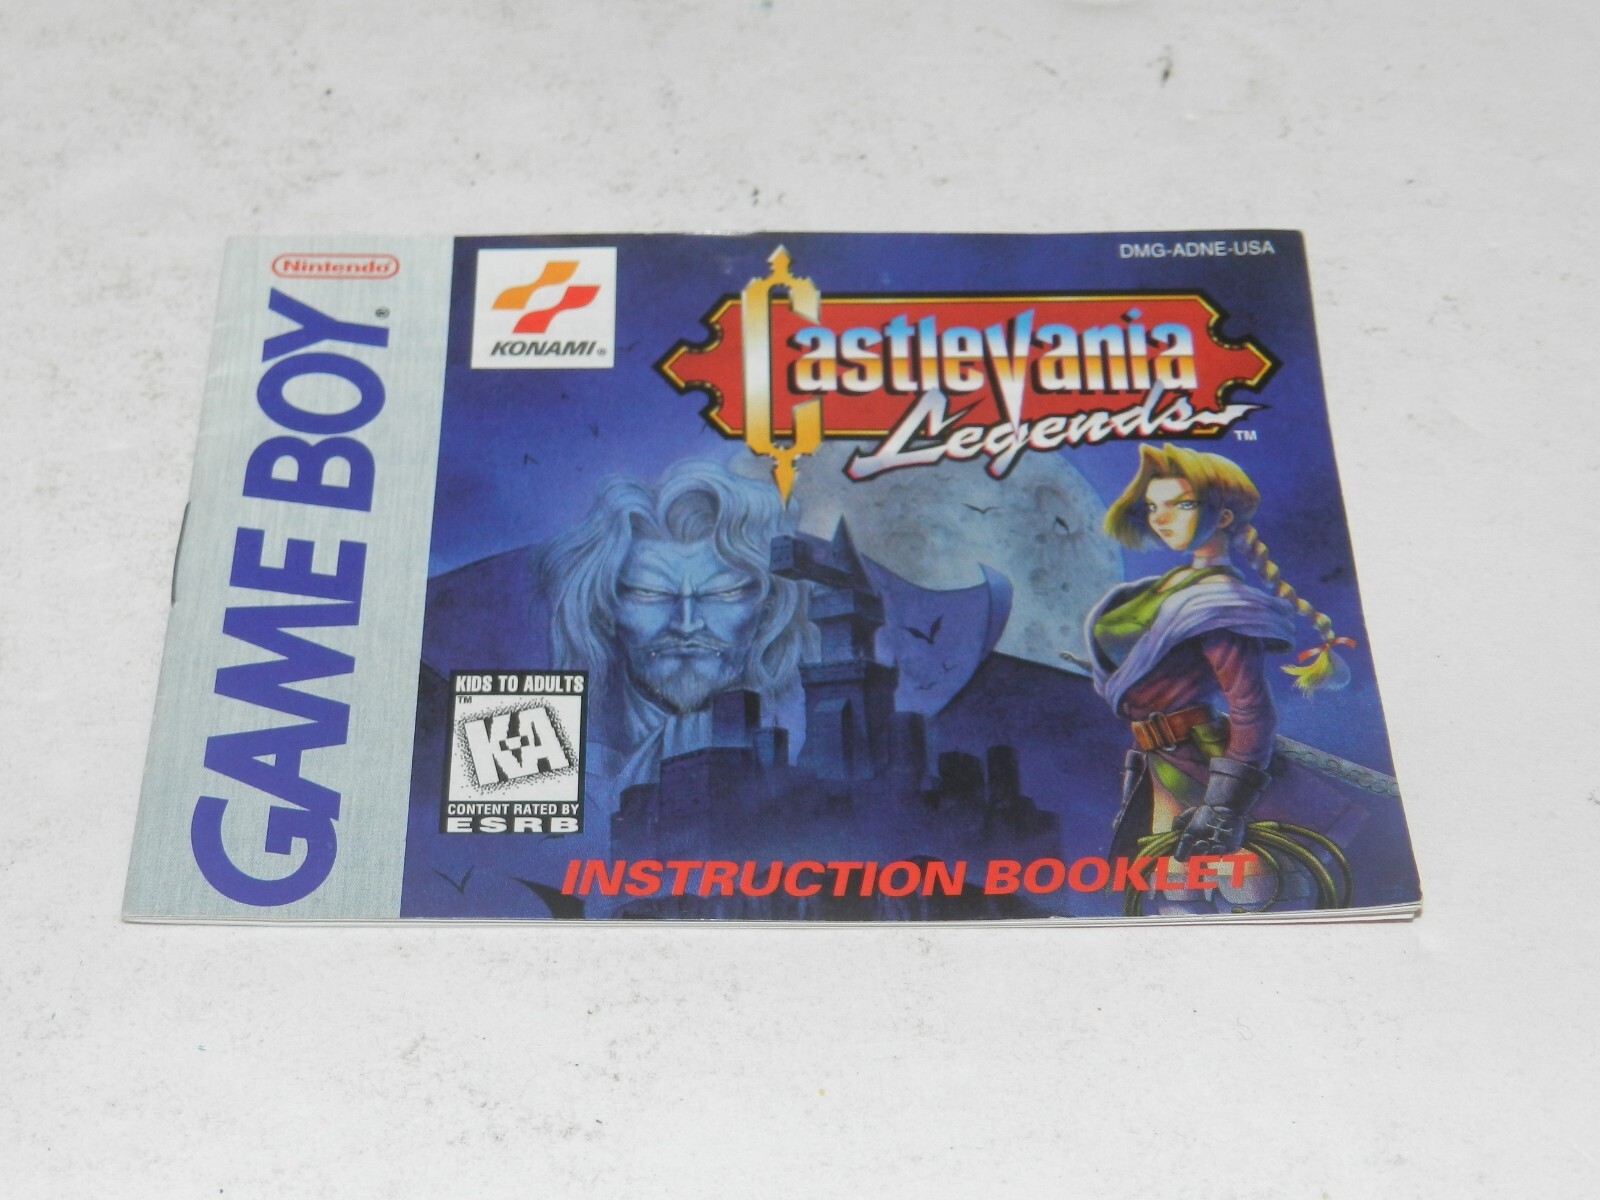 Nintendo®
GAME BOY®
KONAMI®
DMG-ADNE-USA
Castlevania
Legends™
KIDS TO ADULTS
™
K-A
CONTENT RATED BY
ESRB
INSTRUCTION BOOKLET